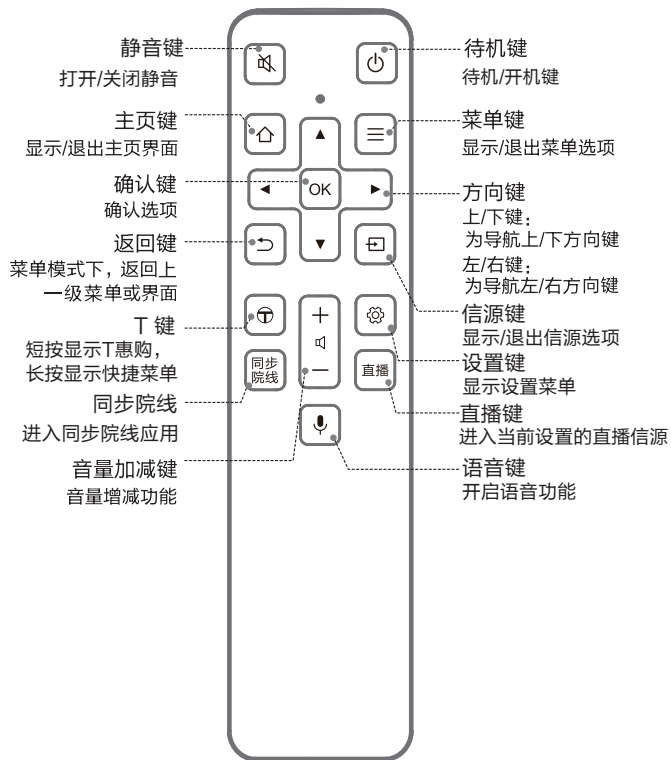 静音键
打开/关闭静音
主页键
显示/退出主页界面
确认键
确认选项
返回键
菜单模式下，返回上
一级菜单或界面
T 键
短按显示T惠购，
长按显示快捷菜单
同步院线
进入同步院线应用
音量加减键
音量增减功能
OK
同步
院线
直播
待机键
待机/开机键
菜单键
显示/退出菜单选项
方向键
上/下键：
为导航上/下方向键
左/右键：
为导航左/右方向键
信源键
显示/退出信源选项
设置键
显示设置菜单
直播键
进入当前设置的直播信源
语音键
开启语音功能